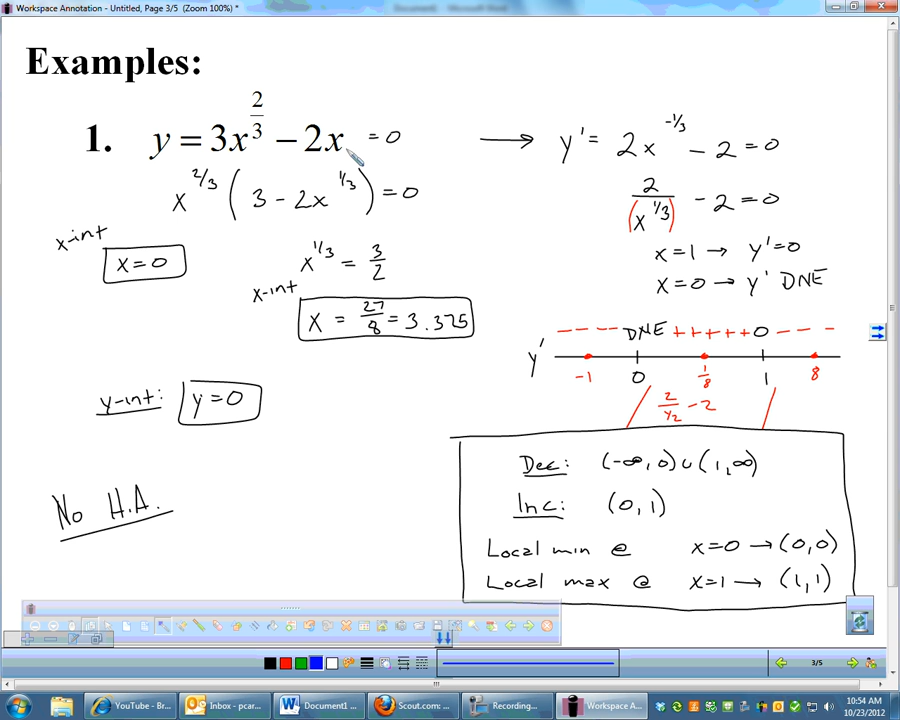 Workspace Annotation - Untitled, Page 3/5 (Zoom 100%) *
Examples:
1. y = 3x^(2/3) − 2x = 0
x^(2/3) (3 − 2x^(1/3)) = 0
x-int
x = 0
x^(1/3) = 3/2
x-int
x = 27/8 = 3.375
y-int: y = 0
No H.A.
→ y' = 2x^(-1/3) − 2 = 0
2/(x^(1/3)) − 2 = 0
x = 1 → y' = 0
x = 0 → y' DNE
− − − − DNE + + + + + 0 − − −
y'
-1 0 1/8 1 8
2/(1/2) − 2
Dec: (-∞, 0) ∪ (1, ∞)
Inc: (0, 1)
Local min @ x=0 → (0,0)
Local max @ x=1 → (1,1)
3/5
YouTube - Br...
Inbox - pcar...
Document1 ...
Scout.com: ...
Recording...
Workspace A...
10:54 AM
10/23/2012